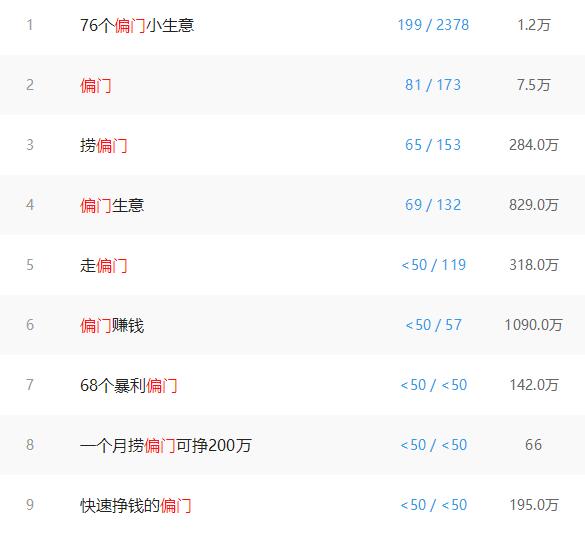 1 76个偏门小生意 199 / 2378 1.2万
2 偏门 81 / 173 7.5万
3 捞偏门 65 / 153 284.0万
4 偏门生意 69 / 132 829.0万
5 走偏门 <50 / 119 318.0万
6 偏门赚钱 <50 / 57 1090.0万
7 68个暴利偏门 <50 / <50 142.0万
8 一个月捞偏门可挣200万 <50 / <50 66
9 快速挣钱的偏门 <50 / <50 195.0万